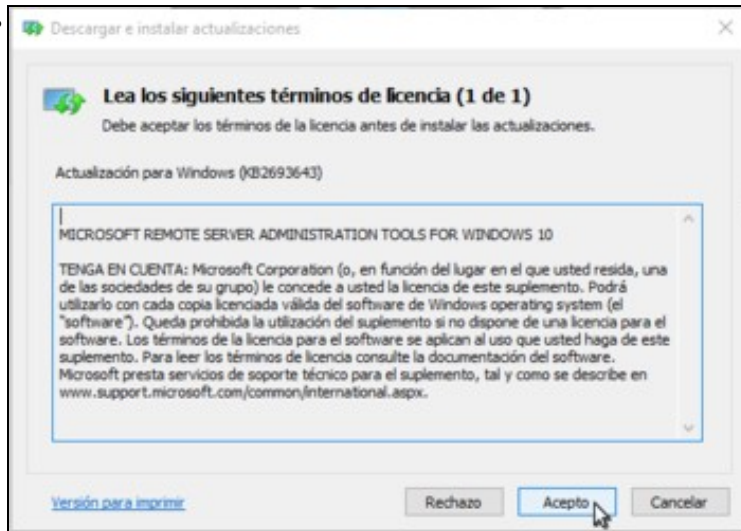 Descargar e instalar actualizaciones
Lea los siguientes términos de licencia (1 de 1)
Debe aceptar los términos de la licencia antes de instalar las actualizaciones.
Actualización para Windows (KB2693643)
MICROSOFT REMOTE SERVER ADMINISTRATION TOOLS FOR WINDOWS 10
TENGA EN CUENTA: Microsoft Corporation (o, en función del lugar en el que usted resida, una
de las sociedades de su grupo) le concede a usted la licencia de este suplemento. Podrá
utilizarlo con cada copia licenciada válida del software de Windows operating system (el
"software"). Queda prohibida la utilización del suplemento si no dispone de una licencia para el
software. Los términos de la licencia para el software se aplican al uso que usted haga de este
suplemento. Para leer los términos de licencia consulte la documentación del software.
Microsoft presta servicios de soporte técnico para el suplemento, tal y como se describe en
www.support.microsoft.com/common/international.aspx.
Versión para imprimir
Rechazo
Acepto
Cancelar